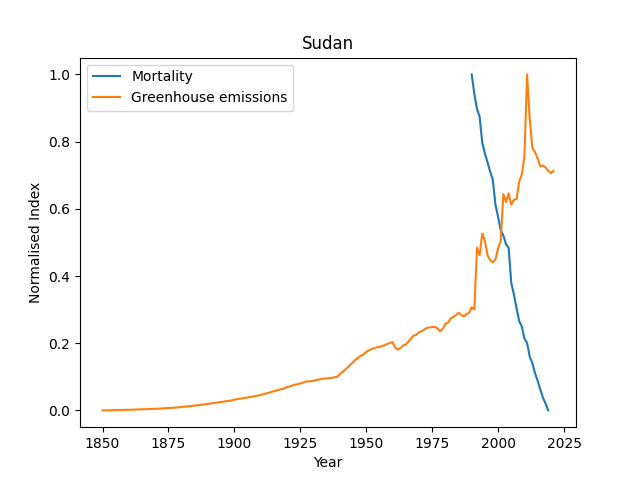 Sudan
Mortality
Greenhouse emissions
Normalised Index
1.0
0.8
0.6
0.4
0.2
0.0
1850 1875 1900 1925 1950 1975 2000 2025
Year